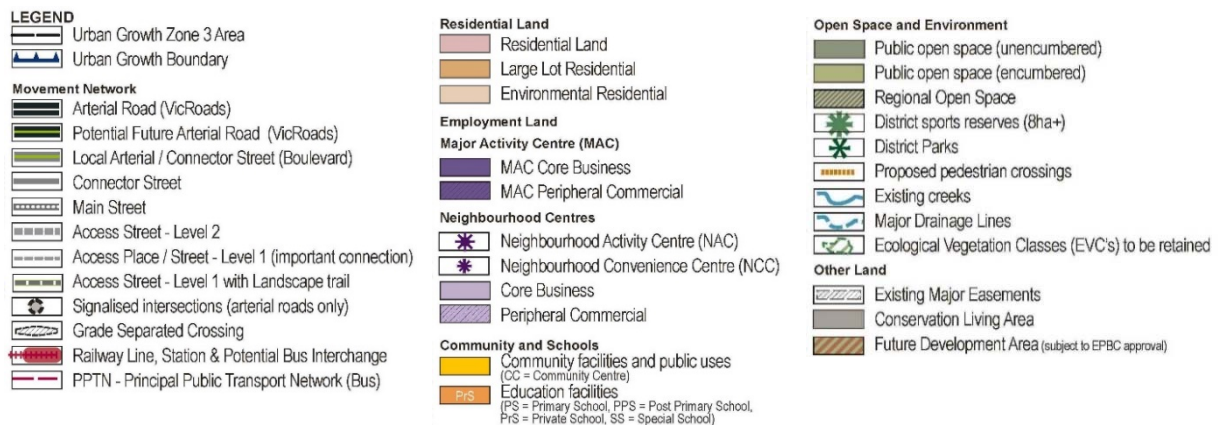 LEGEND
Urban Growth Zone 3 Area
Urban Growth Boundary
Movement Network
Arterial Road (VicRoads)
Potential Future Arterial Road (VicRoads)
Local Arterial / Connector Street (Boulevard)
Connector Street
Main Street
Access Street - Level 2
Access Place / Street - Level 1 (important connection)
Access Street - Level 1 with Landscape trail
Signalised intersections (arterial roads only)
Grade Separated Crossing
Railway Line, Station & Potential Bus Interchange
PPTN - Principal Public Transport Network (Bus)
Residential Land
Residential Land
Large Lot Residential
Environmental Residential
Employment Land
Major Activity Centre (MAC)
MAC Core Business
MAC Peripheral Commercial
Neighbourhood Centres
Neighbourhood Activity Centre (NAC)
Neighbourhood Convenience Centre (NCC)
Core Business
Peripheral Commercial
Community and Schools
Community facilities and public uses
(CC = Community Centre)
PrS Education facilities
(PS = Primary School, PPS = Post Primary School,
PrS = Private School, SS = Special School)
Open Space and Environment
Public open space (unencumbered)
Public open space (encumbered)
Regional Open Space
District sports reserves (8ha+)
District Parks
Proposed pedestrian crossings
Existing creeks
Major Drainage Lines
Ecological Vegetation Classes (EVC's) to be retained
Other Land
Existing Major Easements
Conservation Living Area
Future Development Area (subject to EPBC approval)